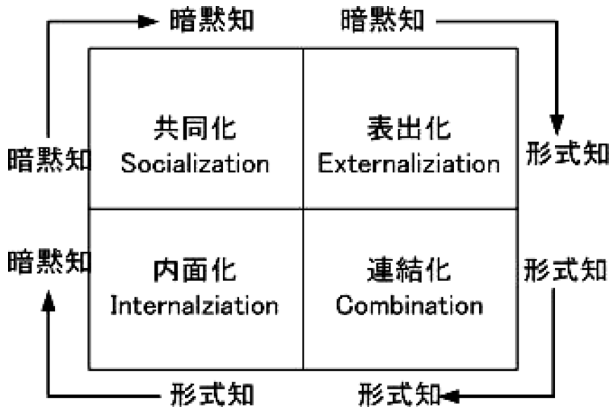 暗黙知 暗黙知
共同化 表出化
暗黙知 Socialization Externaliziation 形式知
暗黙知 内面化 連結化 形式知
Internalziation Combination
形式知 形式知